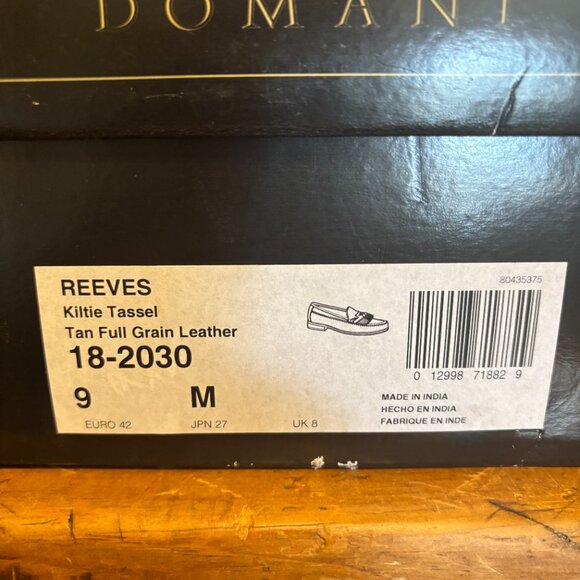 DOMANI
REEVES
80435375
Kiltie Tassel
Tan Full Grain Leather
18-2030
0 12998 71882 9
9 M
MADE IN INDIA
HECHO EN INDIA
FABRIQUE EN INDE
EURO 42 JPN 27 UK 8